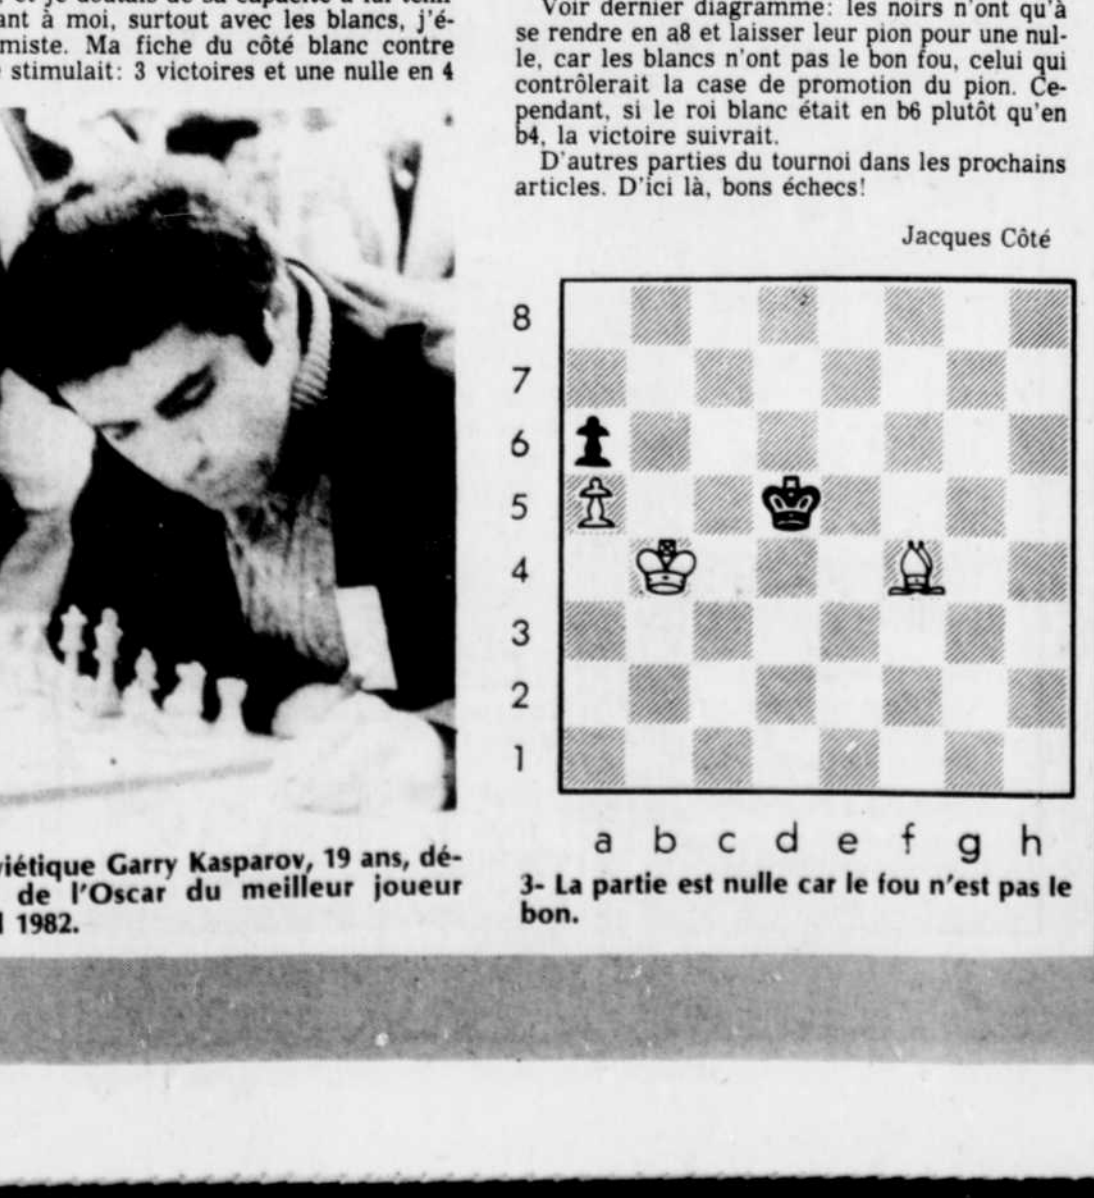 ant à moi, surtout avec les blancs, j'é-
miste. Ma fiche du côté blanc contre
stimulait: 3 victoires et une nulle en 4
viétique Garry Kasparov, 19 ans, dé-
de l'Oscar du meilleur joueur
1982.
Voir dernier diagramme: les noirs n'ont qu'à
se rendre en a8 et laisser leur pion pour une nul-
le, car les blancs n'ont pas le bon fou, celui qui
contrôlerait la case de promotion du pion. Ce-
pendant, si le roi blanc était en b6 plutôt qu'en
b4, la victoire suivrait.
D'autres parties du tournoi dans les prochains
articles. D'ici là, bons échecs!
Jacques Côté
8
7
6
5
4
3
2
1
a b c d e f g h
3- La partie est nulle car le fou n'est pas le
bon.